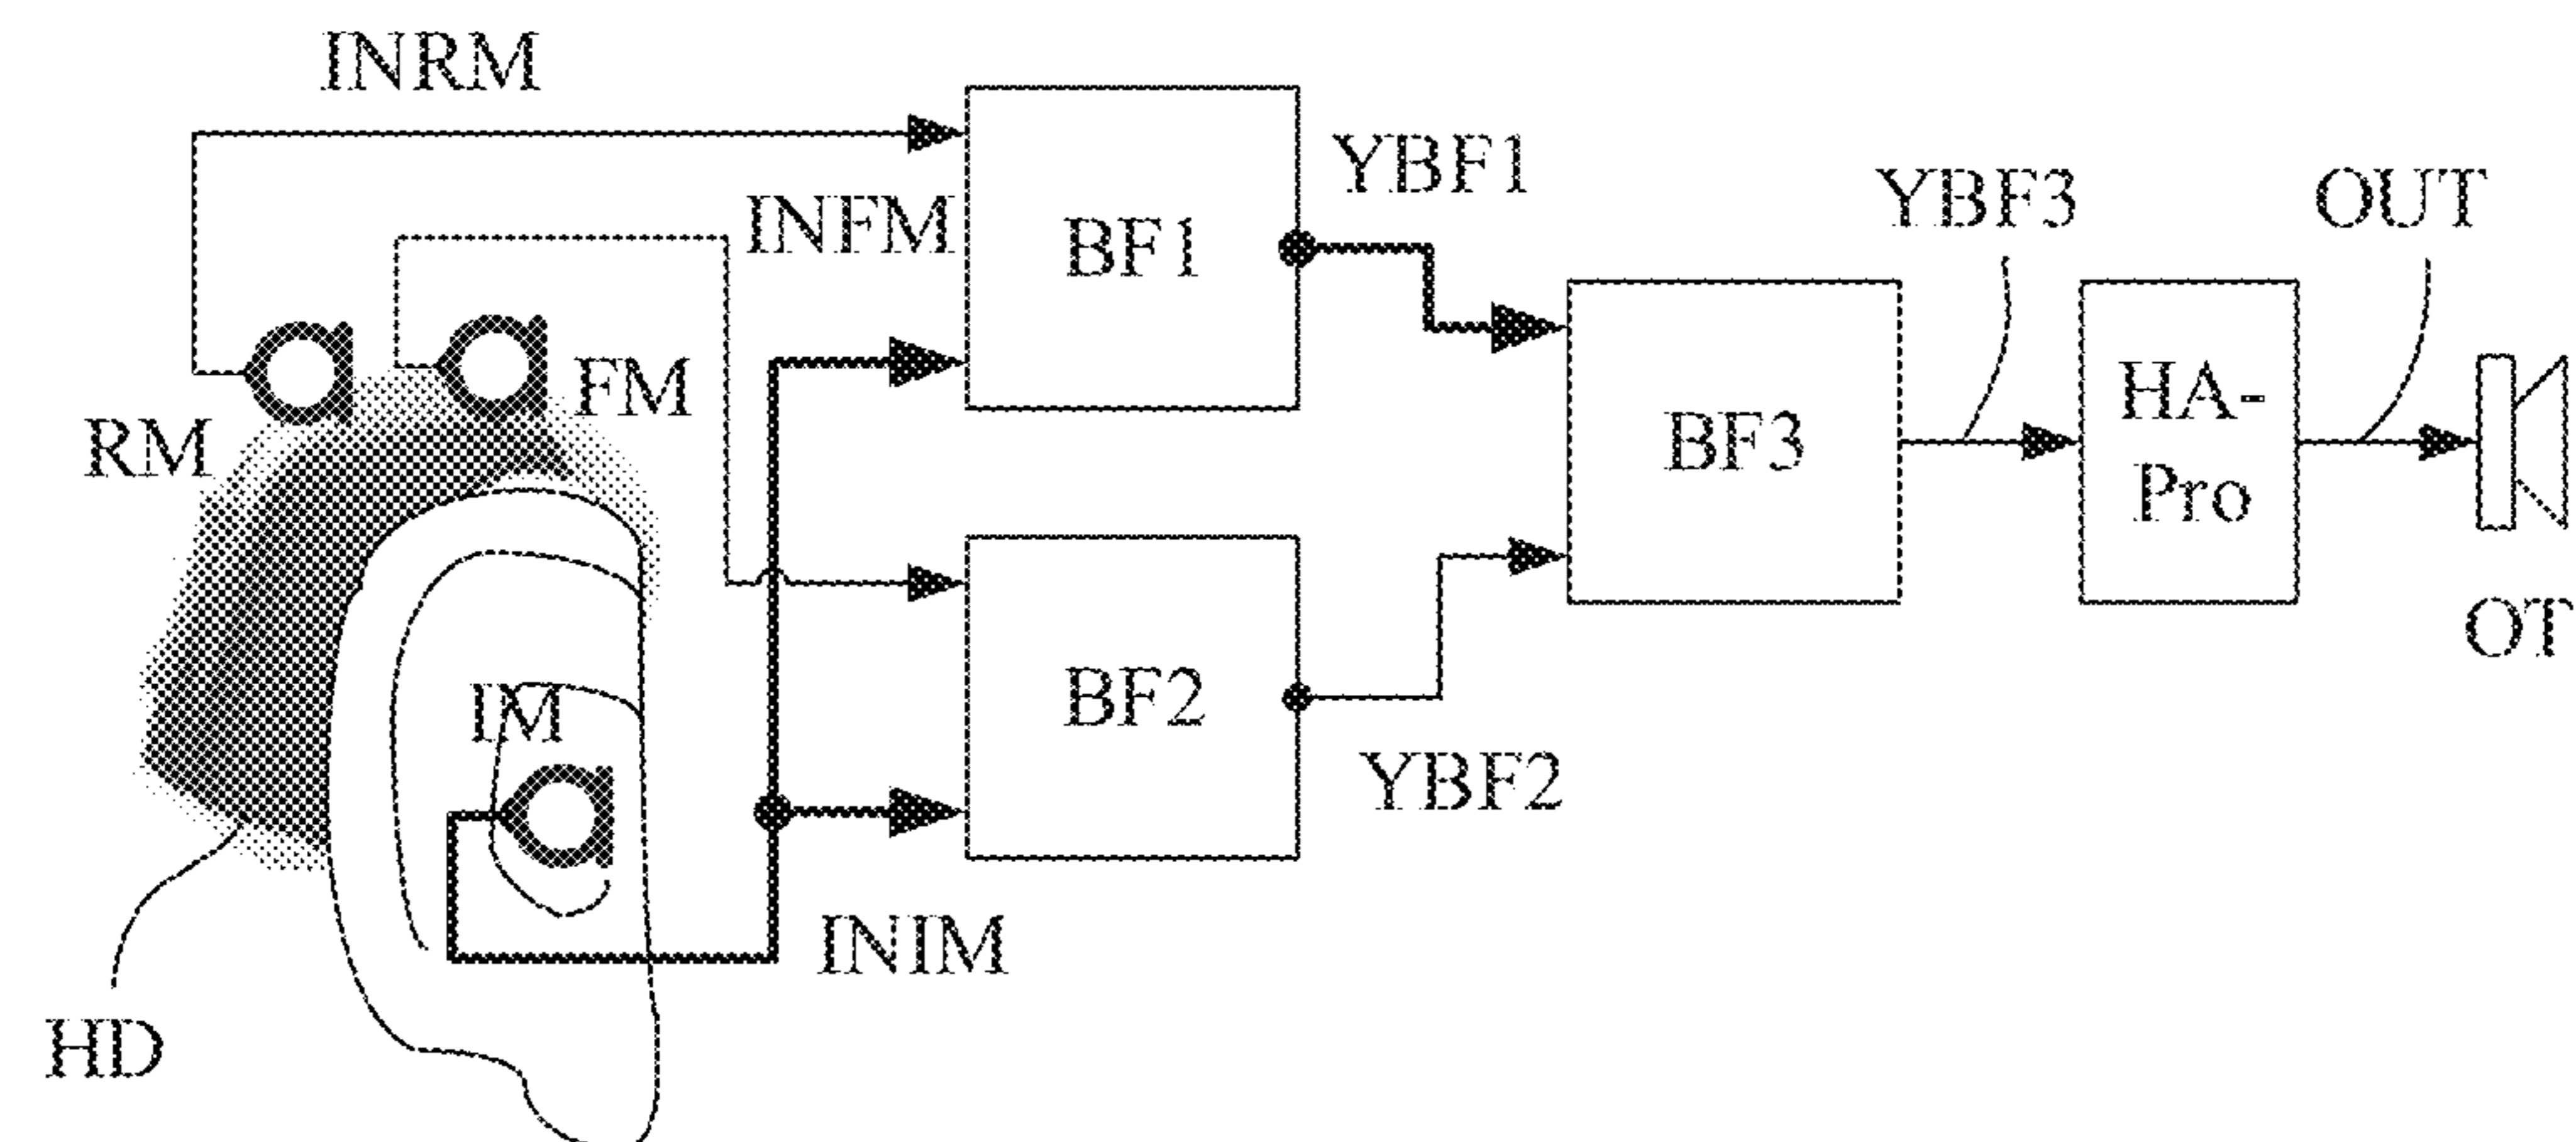 INRM
YBF1
YBF3
OUT
INFM
BF1
FM
HA-
Pro
RM
BF3
OT
IM
BF2
YBF2
INIM
HD